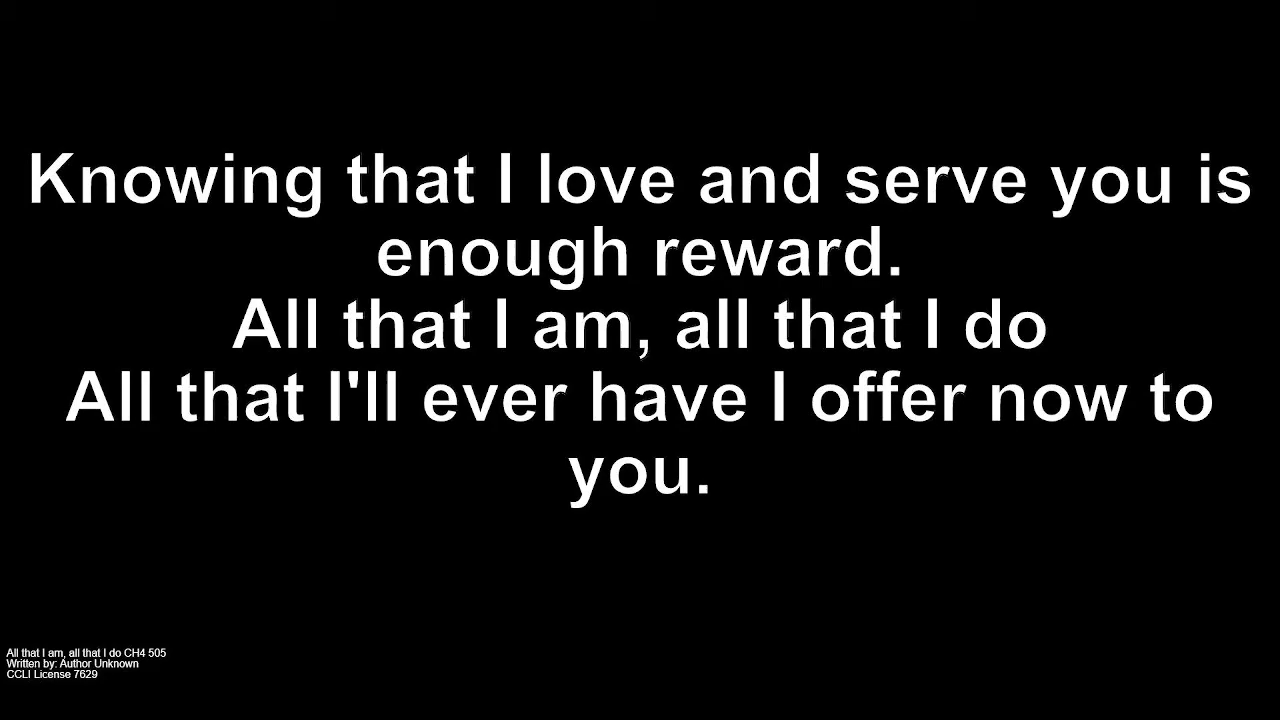 Knowing that I love and serve you is
enough reward.
All that I am, all that I do
All that I'll ever have I offer now to
you.
All that I am, all that I do CH4 505
Written by: Author Unknown
CCLI License 7629